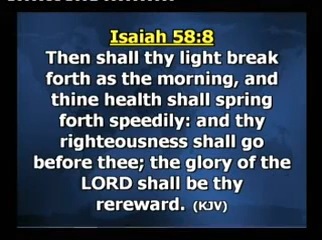 Isaiah 58:8
Then shall thy light break
forth as the morning, and
thine health shall spring
forth speedily: and thy
righteousness shall go
before thee; the glory of the
LORD shall be thy
rereward. (KJV)